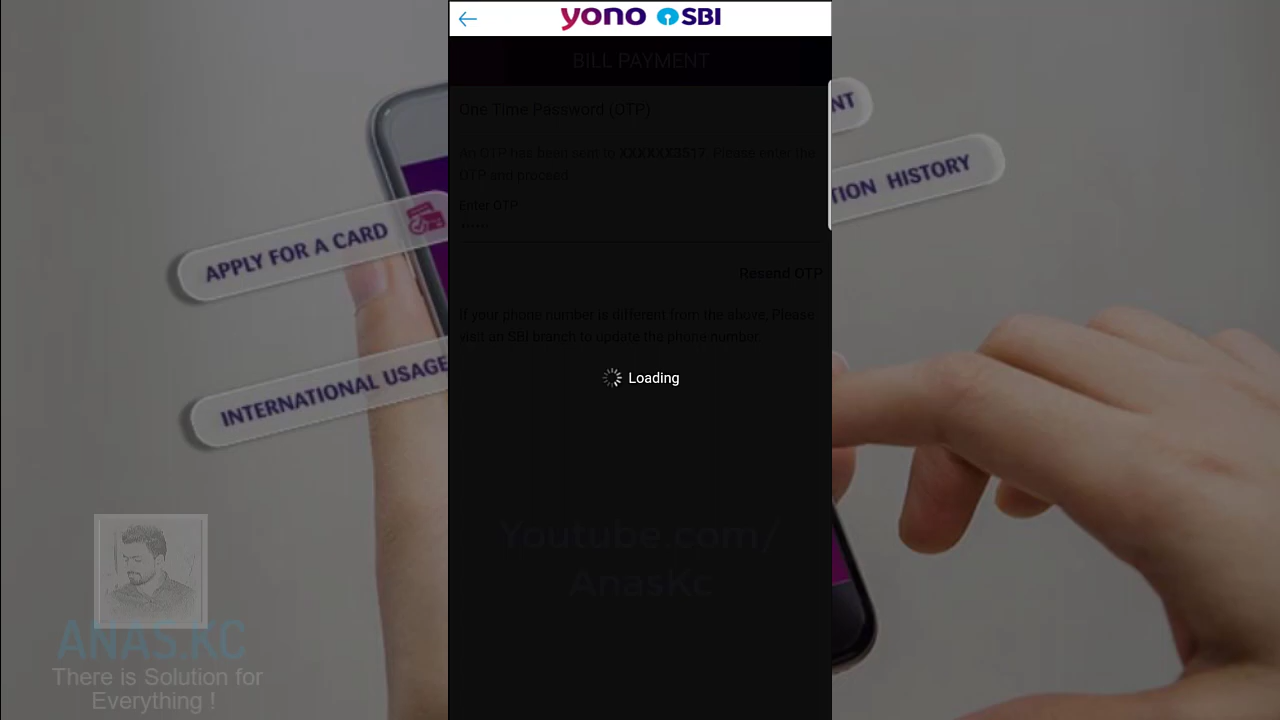 yono SBI
BILL PAYMENT
One Time Password (OTP)
An OTP has been sent to XXXXXX3517. Please enter the
OTP and proceed
Enter OTP
Resend OTP
If your phone number is different from the above, Please
visit an SBI branch to update the phone number
Loading
Youtube.com/
AnasKc
NT
TION HISTORY
APPLY FOR A CARD
INTERNATIONAL USAGE
ANAS.KC
There is Solution for
Everything !